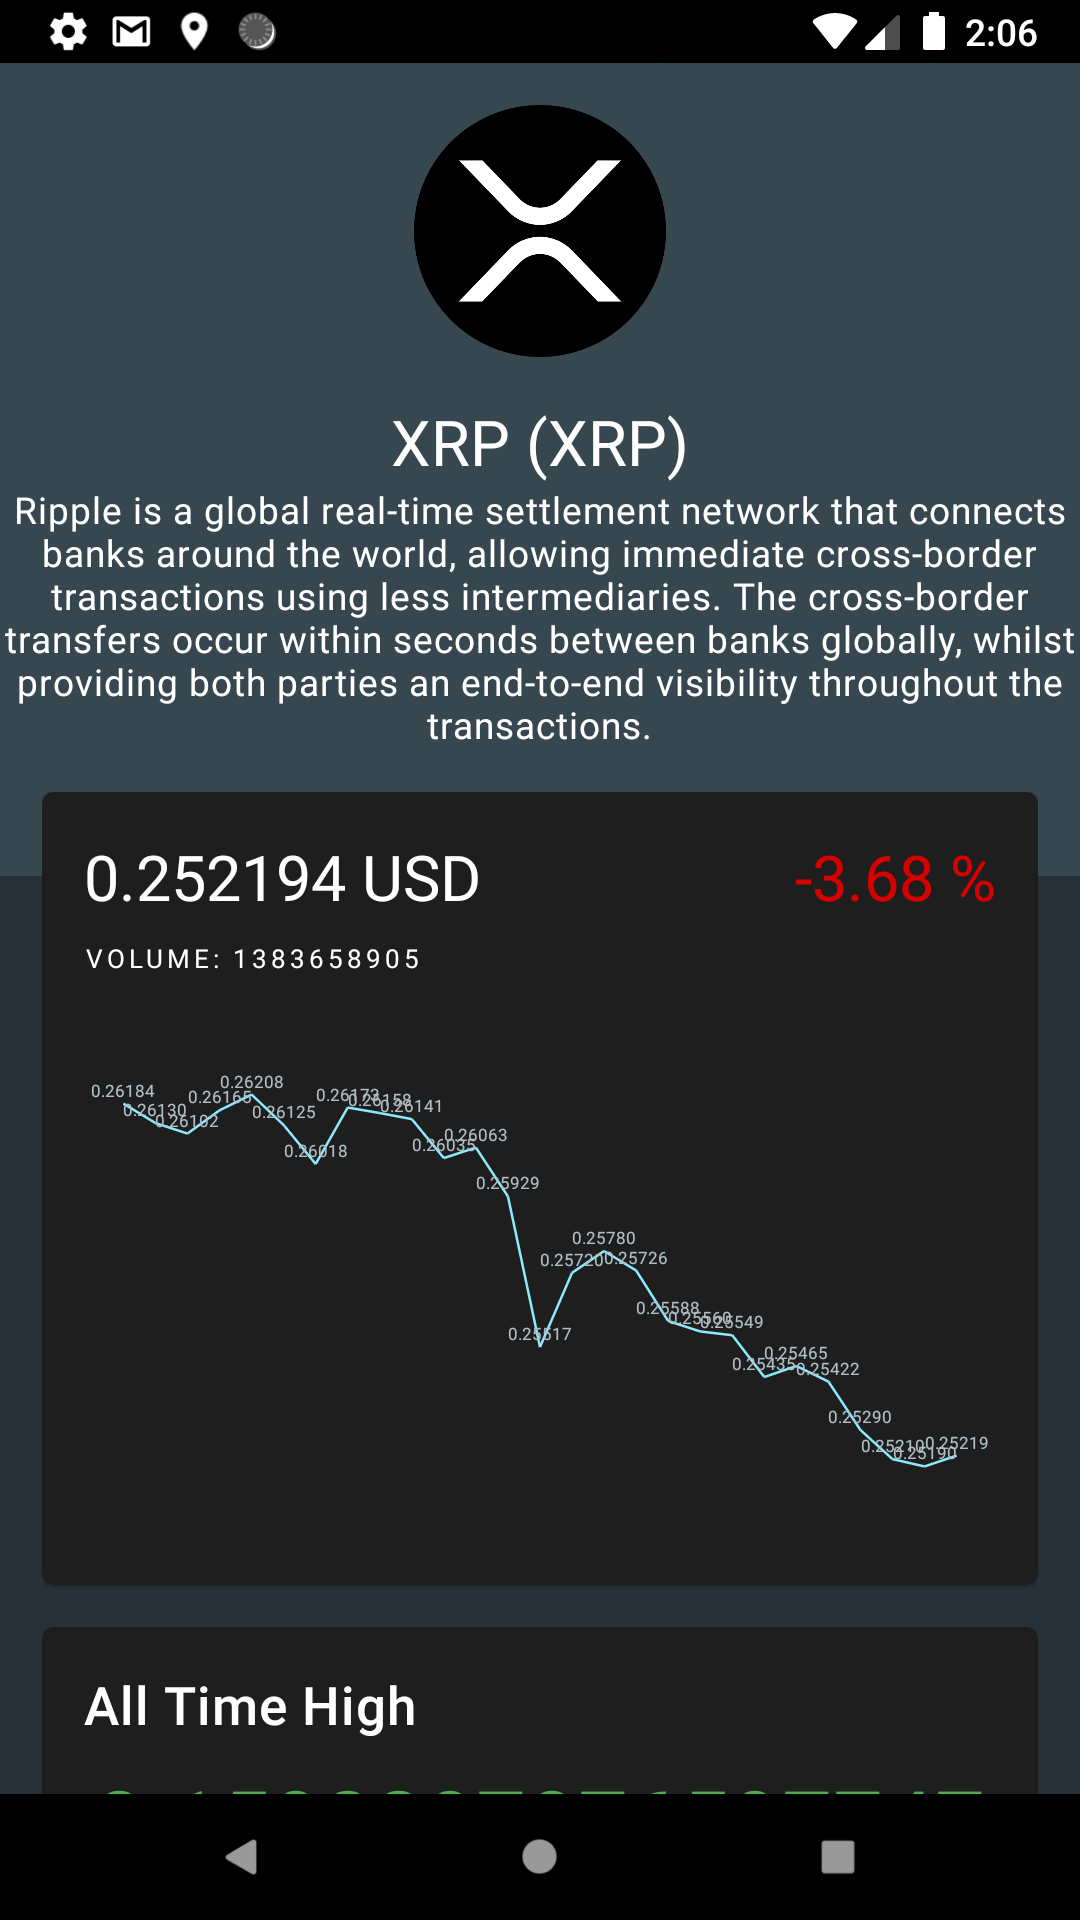 2:06
XRP (XRP)
Ripple is a global real-time settlement network that connects
banks around the world, allowing immediate cross-border
transactions using less intermediaries. The cross-border
transfers occur within seconds between banks globally, whilst
providing both parties an end-to-end visibility throughout the
transactions.
0.252194 USD
-3.68 %
VOLUME: 1383658905
0.26184
0.26130
0.26102
0.26165
0.26208
0.26125
0.26018
0.26173
0.26158
0.26141
0.26035
0.26063
0.25929
0.25517
0.25720
0.25780
0.25726
0.25588
0.25560
0.25549
0.25435
0.25465
0.25422
0.25290
0.25210
0.25190
0.25219
All Time High